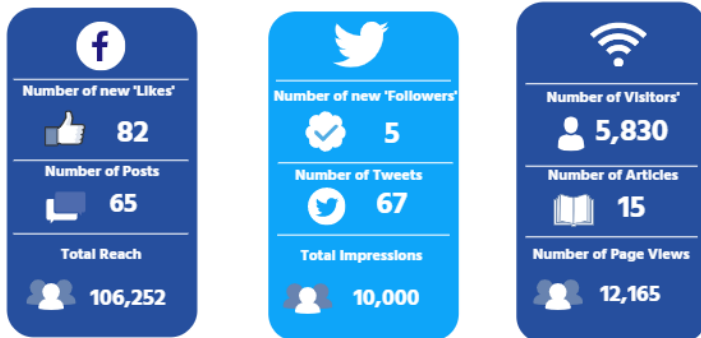 f
Number of new 'Likes'
82
Number of Posts
65
Total Reach
106,252
Number of new 'Followers'
5
Number of Tweets
67
Total Impressions
10,000
Number of Visitors'
5,830
Number of Articles
15
Number of Page Views
12,165